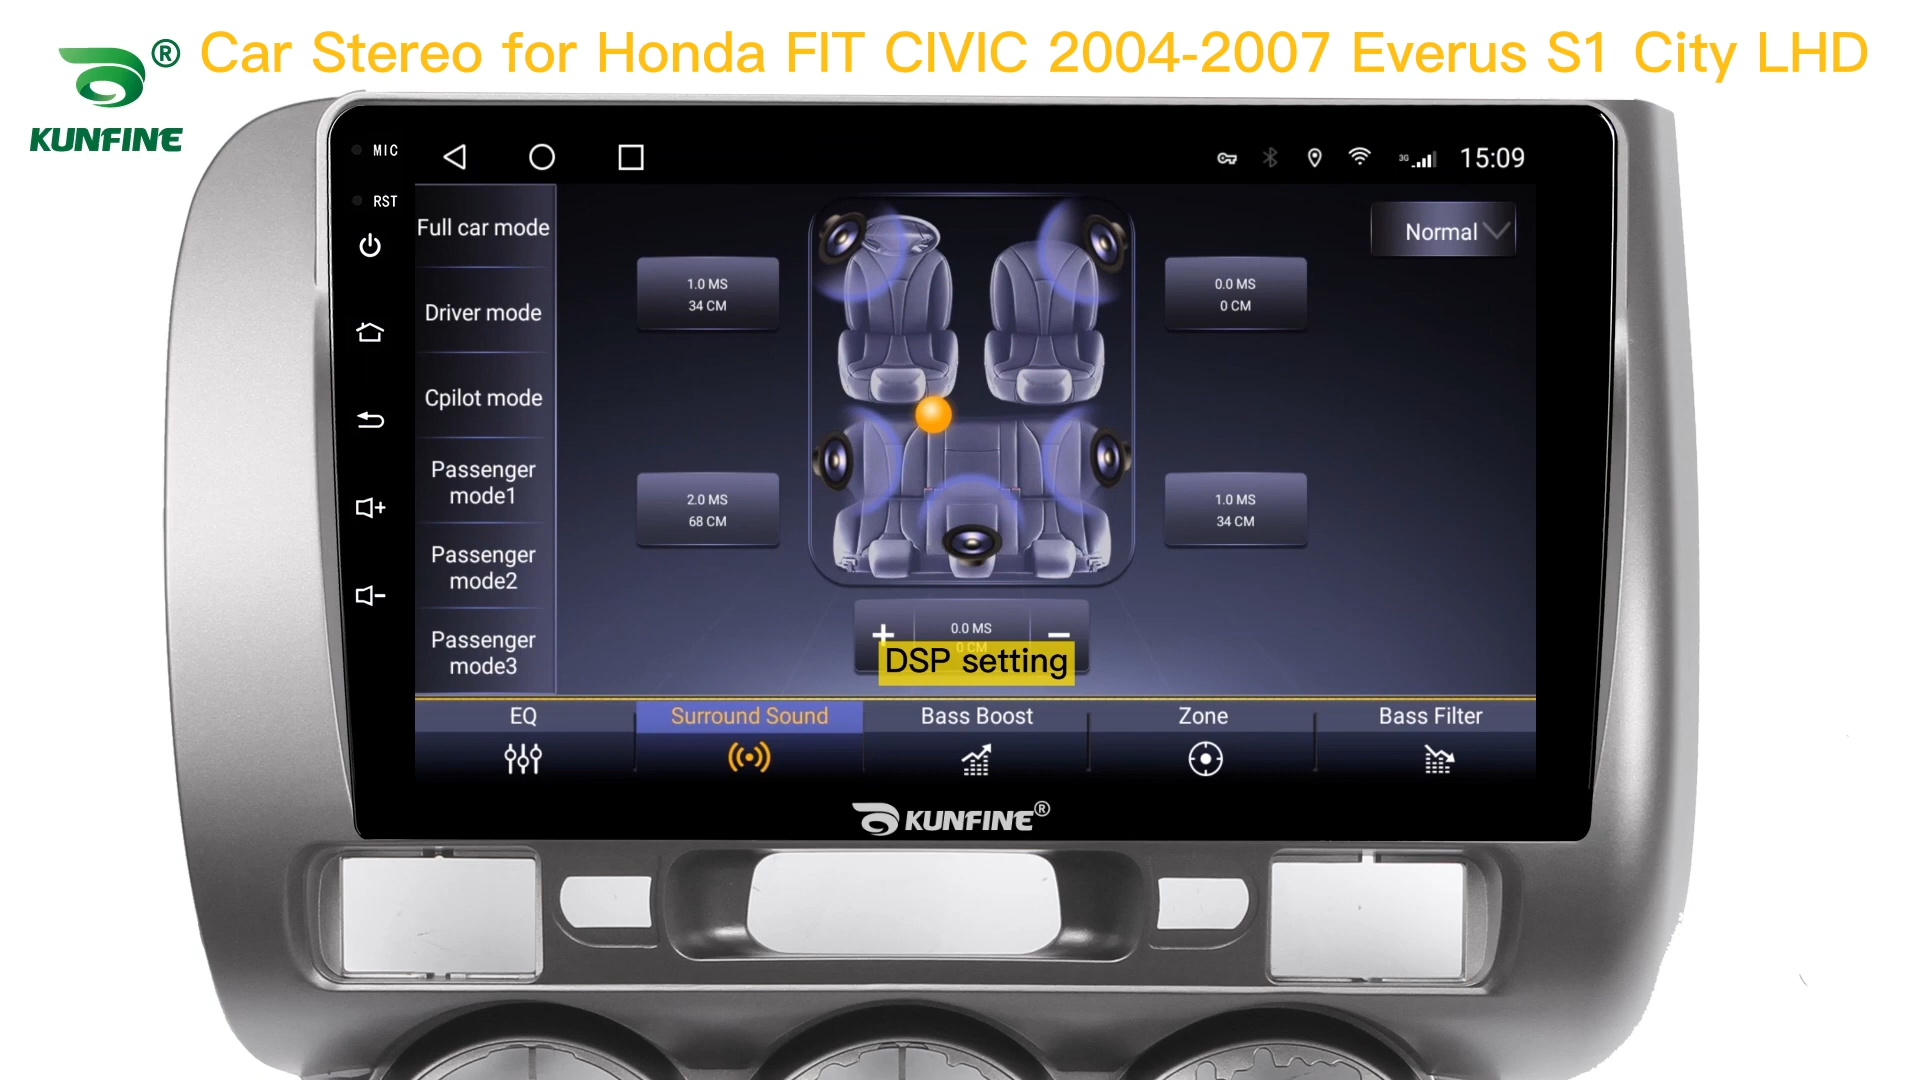 ® Car Stereo for Honda FIT CIVIC 2004-2007 Everus S1 City LHD
KUNFINE
MIC
RST
3G
15:09
Full car mode
Driver mode
Cpilot mode
Passenger
mode1
Passenger
mode2
Passenger
mode3
Normal
1.0 MS
34 CM
0.0 MS
0 CM
2.0 MS
68 CM
1.0 MS
34 CM
+
0.0 MS
−
0 CM
DSP setting
EQ
Surround Sound
Bass Boost
Zone
Bass Filter
KUNFINE®